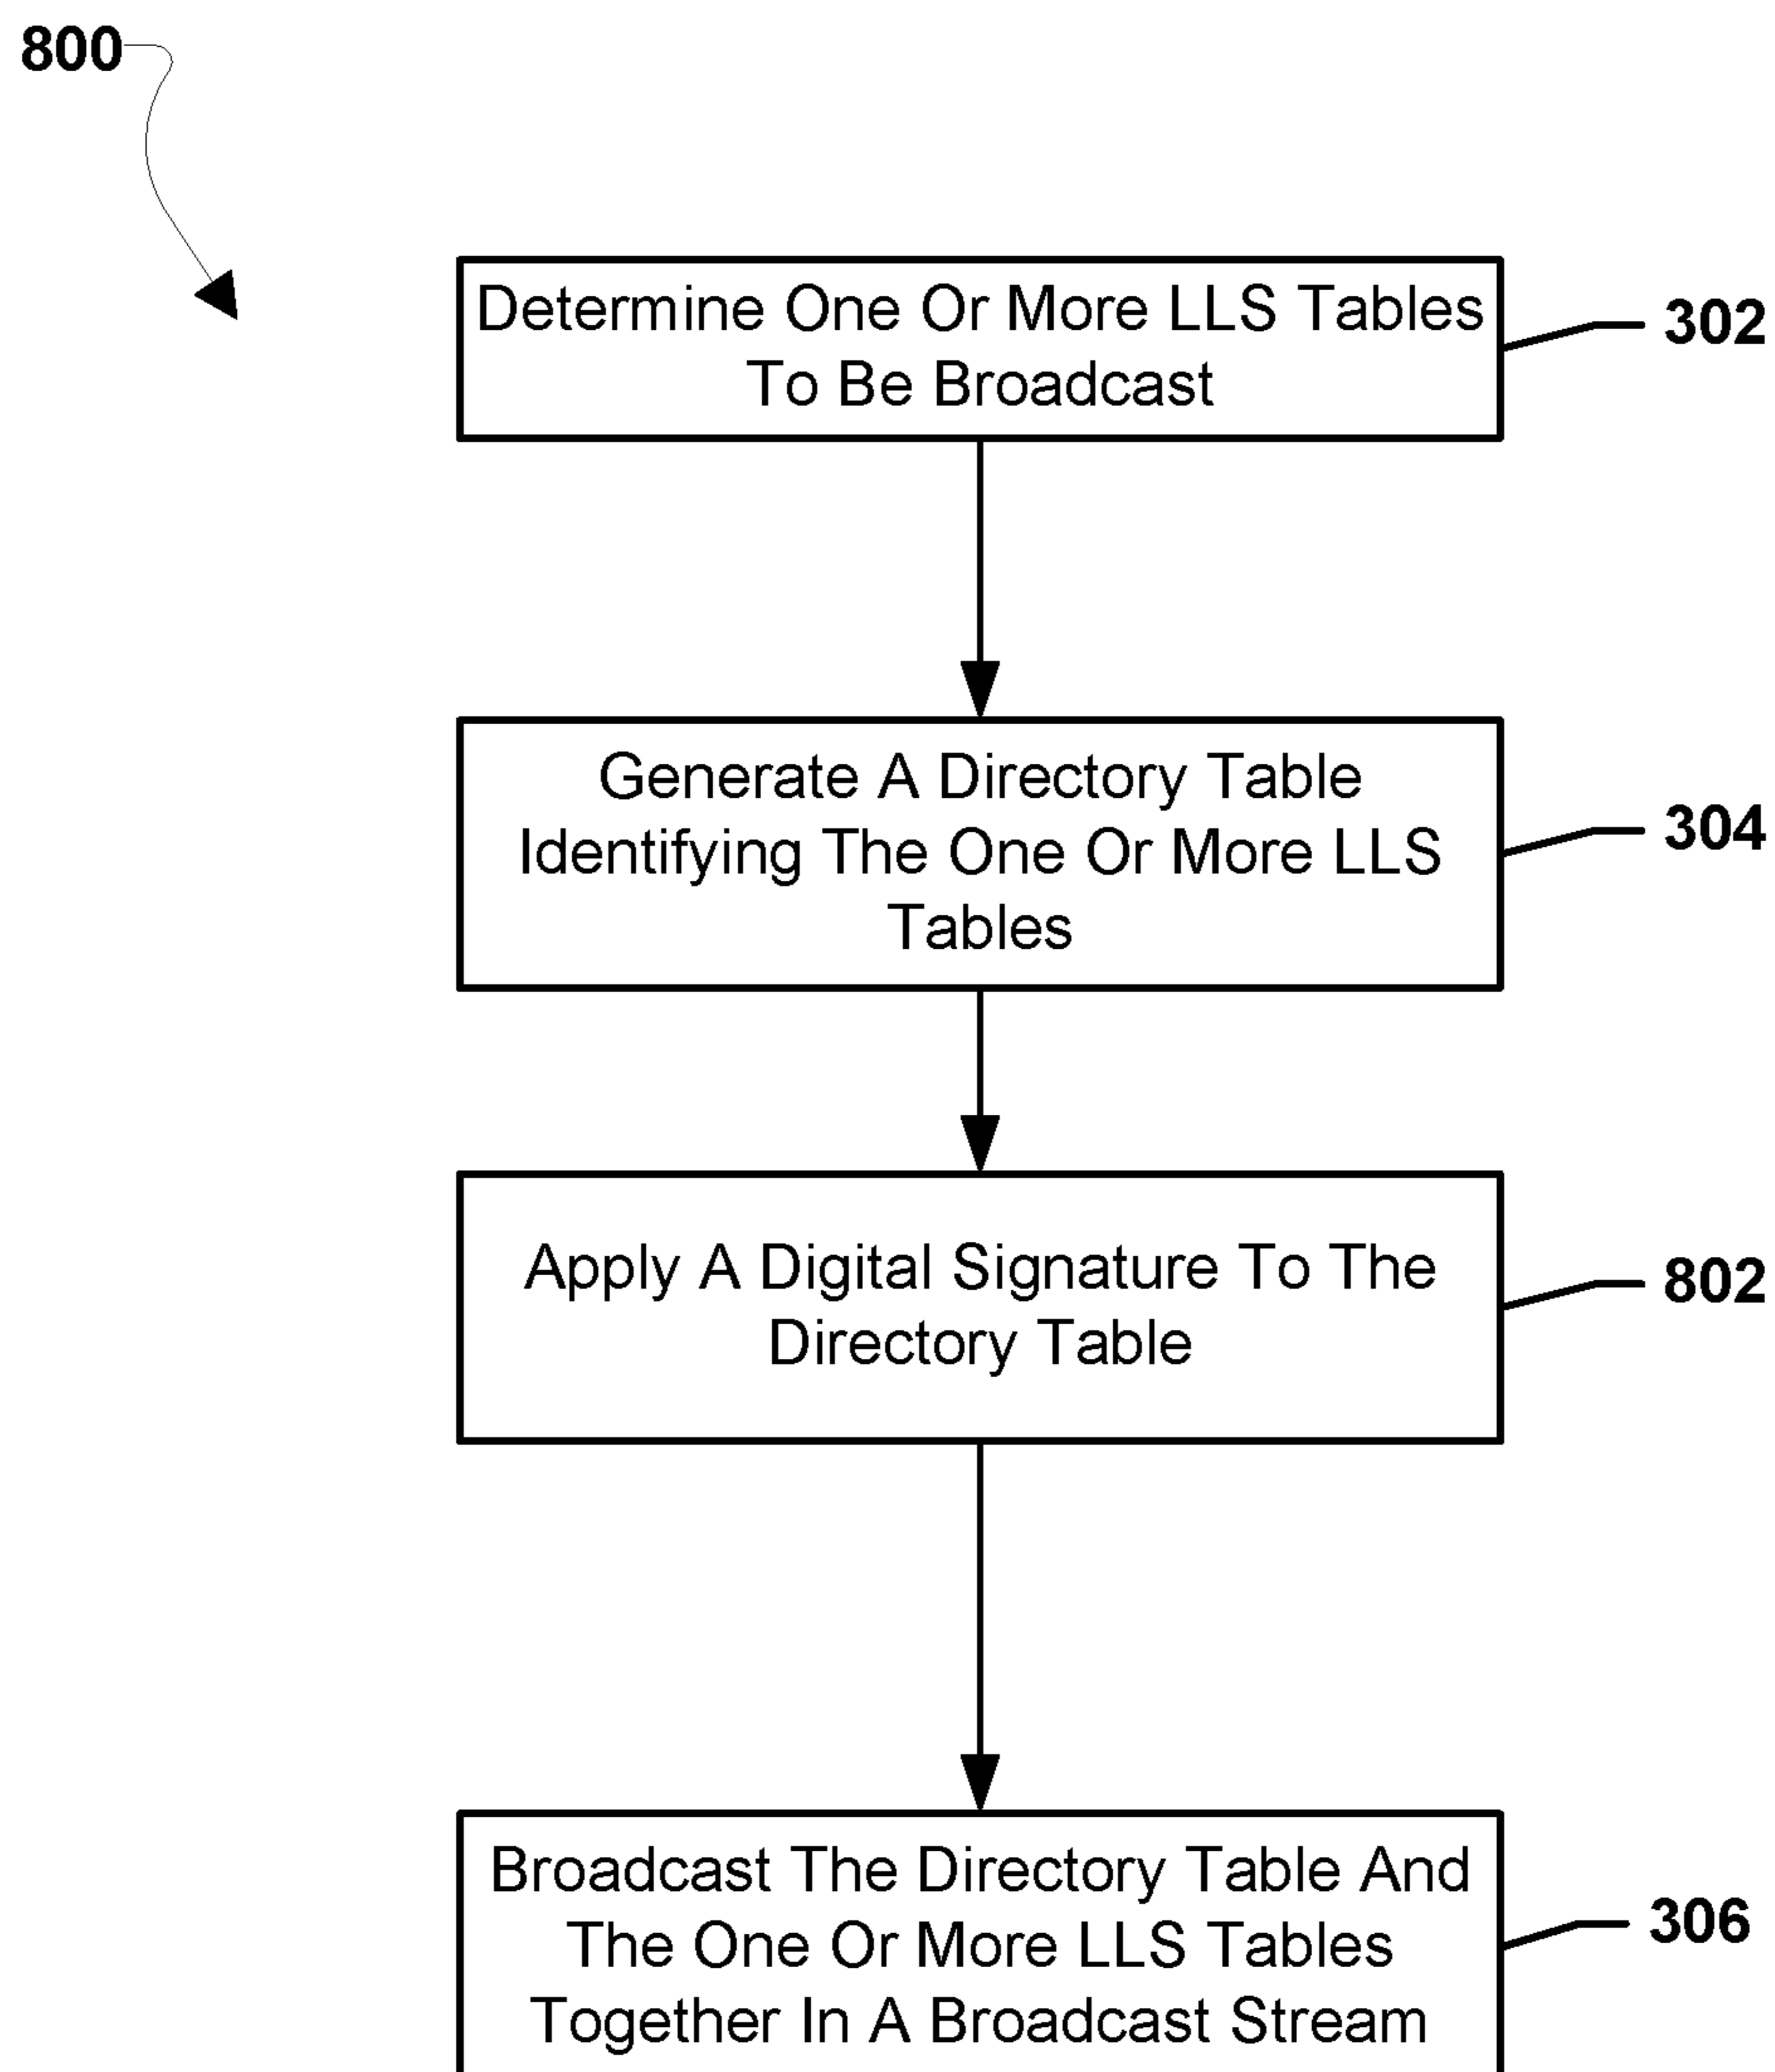 800
Determine One Or More LLS Tables
To Be Broadcast
302
Generate A Directory Table
Identifying The One Or More LLS
Tables
304
Apply A Digital Signature To The
Directory Table
802
Broadcast The Directory Table And
The One Or More LLS Tables
Together In A Broadcast Stream
306